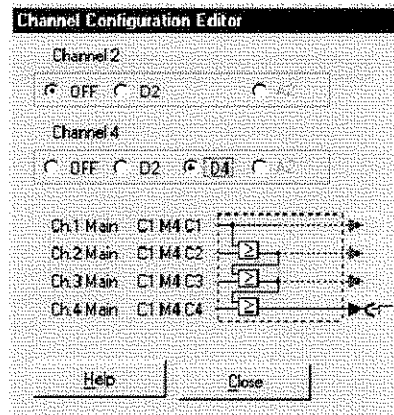 Channel Configuration Editor
Channel 2
OFF D2 A2
Channel 4
OFF D2 D4 A2
Ch.1 Main C1 M4 C1
Ch.2 Main C1 M4 C2
≥
Ch.3 Main C1 M4 C3
≥
Ch.4 Main C1 M4 C4
≥
Help Close